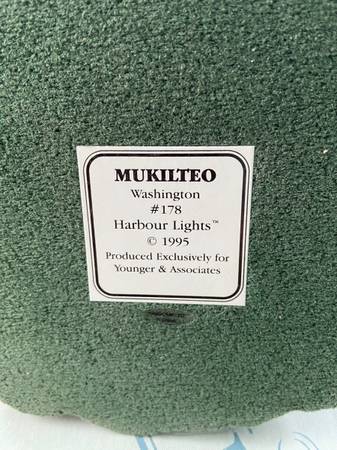 MUKILTEO
Washington
#178
Harbour Lights™
© 1995
Produced Exclusively for
Younger & Associates